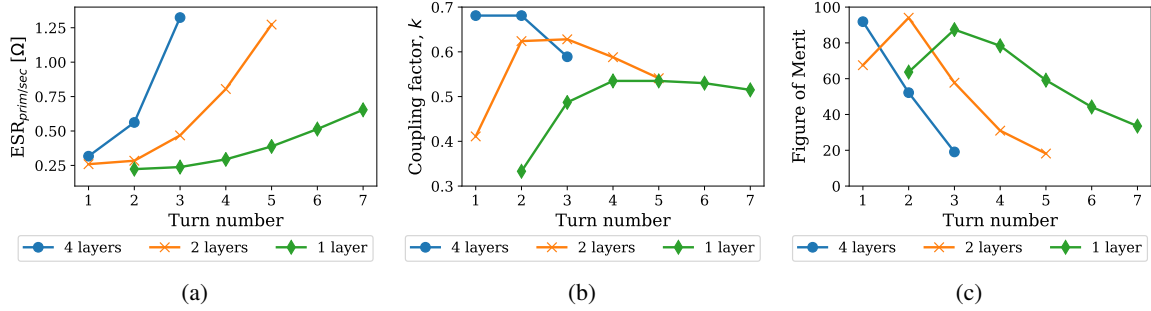 ESR_prim/sec [Ω]
1.25
1.00
0.75
0.50
0.25
1 2 3 4 5 6 7
Turn number
4 layers 2 layers 1 layer
(a)
Coupling factor, k
0.7
0.6
0.5
0.4
0.3
1 2 3 4 5 6 7
Turn number
4 layers 2 layers 1 layer
(b)
Figure of Merit
100
80
60
40
20
0
1 2 3 4 5 6 7
Turn number
4 layers 2 layers 1 layer
(c)